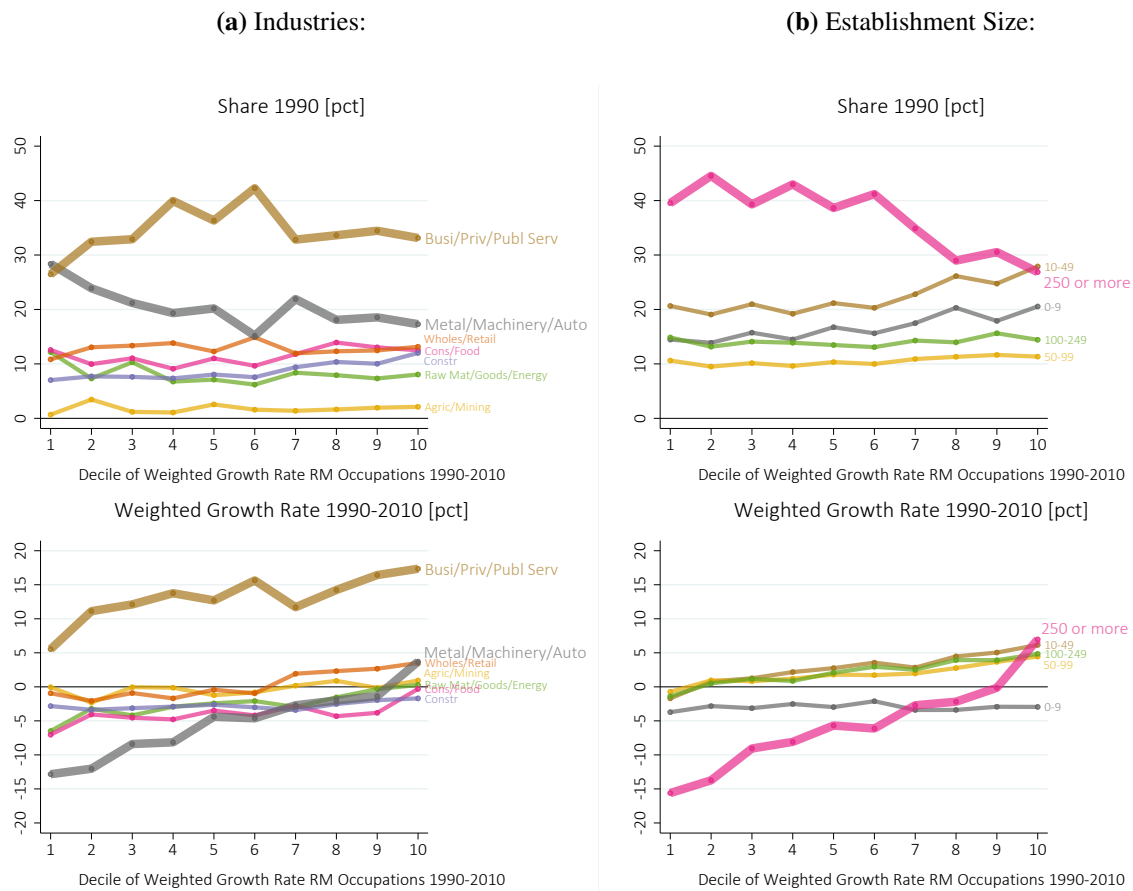 (a) Industries:
(b) Establishment Size:
Share 1990 [pct]
50
40
30
20
10
0
Busi/Priv/Publ Serv
Metal/Machinery/Auto
Wholes/Retail
Cons/Food
Constr
Raw Mat/Goods/Energy
Agric/Mining
1 2 3 4 5 6 7 8 9 10
Decile of Weighted Growth Rate RM Occupations 1990-2010
Share 1990 [pct]
50
40
30
20
10
0
10-49
250 or more
0-9
100-249
50-99
1 2 3 4 5 6 7 8 9 10
Decile of Weighted Growth Rate RM Occupations 1990-2010
Weighted Growth Rate 1990-2010 [pct]
20
15
10
5
0
-5
-10
-15
-20
Busi/Priv/Publ Serv
Metal/Machinery/Auto
Wholes/Retail
Agric/Mining
Raw Mat/Goods/Energy
Cons/Food
Constr
1 2 3 4 5 6 7 8 9 10
Decile of Weighted Growth Rate RM Occupations 1990-2010
Weighted Growth Rate 1990-2010 [pct]
20
15
10
5
0
-5
-10
-15
-20
250 or more
10-49
100-249
50-99
0-9
1 2 3 4 5 6 7 8 9 10
Decile of Weighted Growth Rate RM Occupations 1990-2010